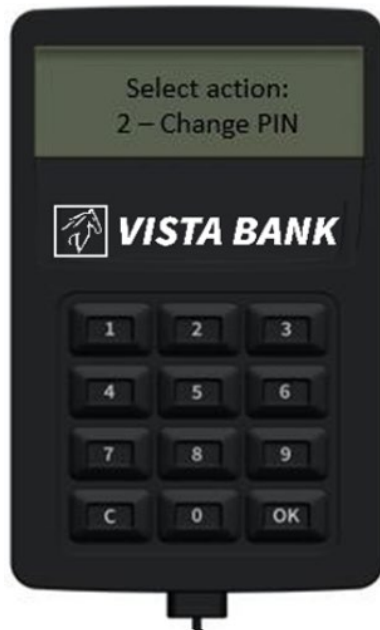 Select action:
2 – Change PIN
VISTA BANK
1 2 3
4 5 6
7 8 9
C 0 OK